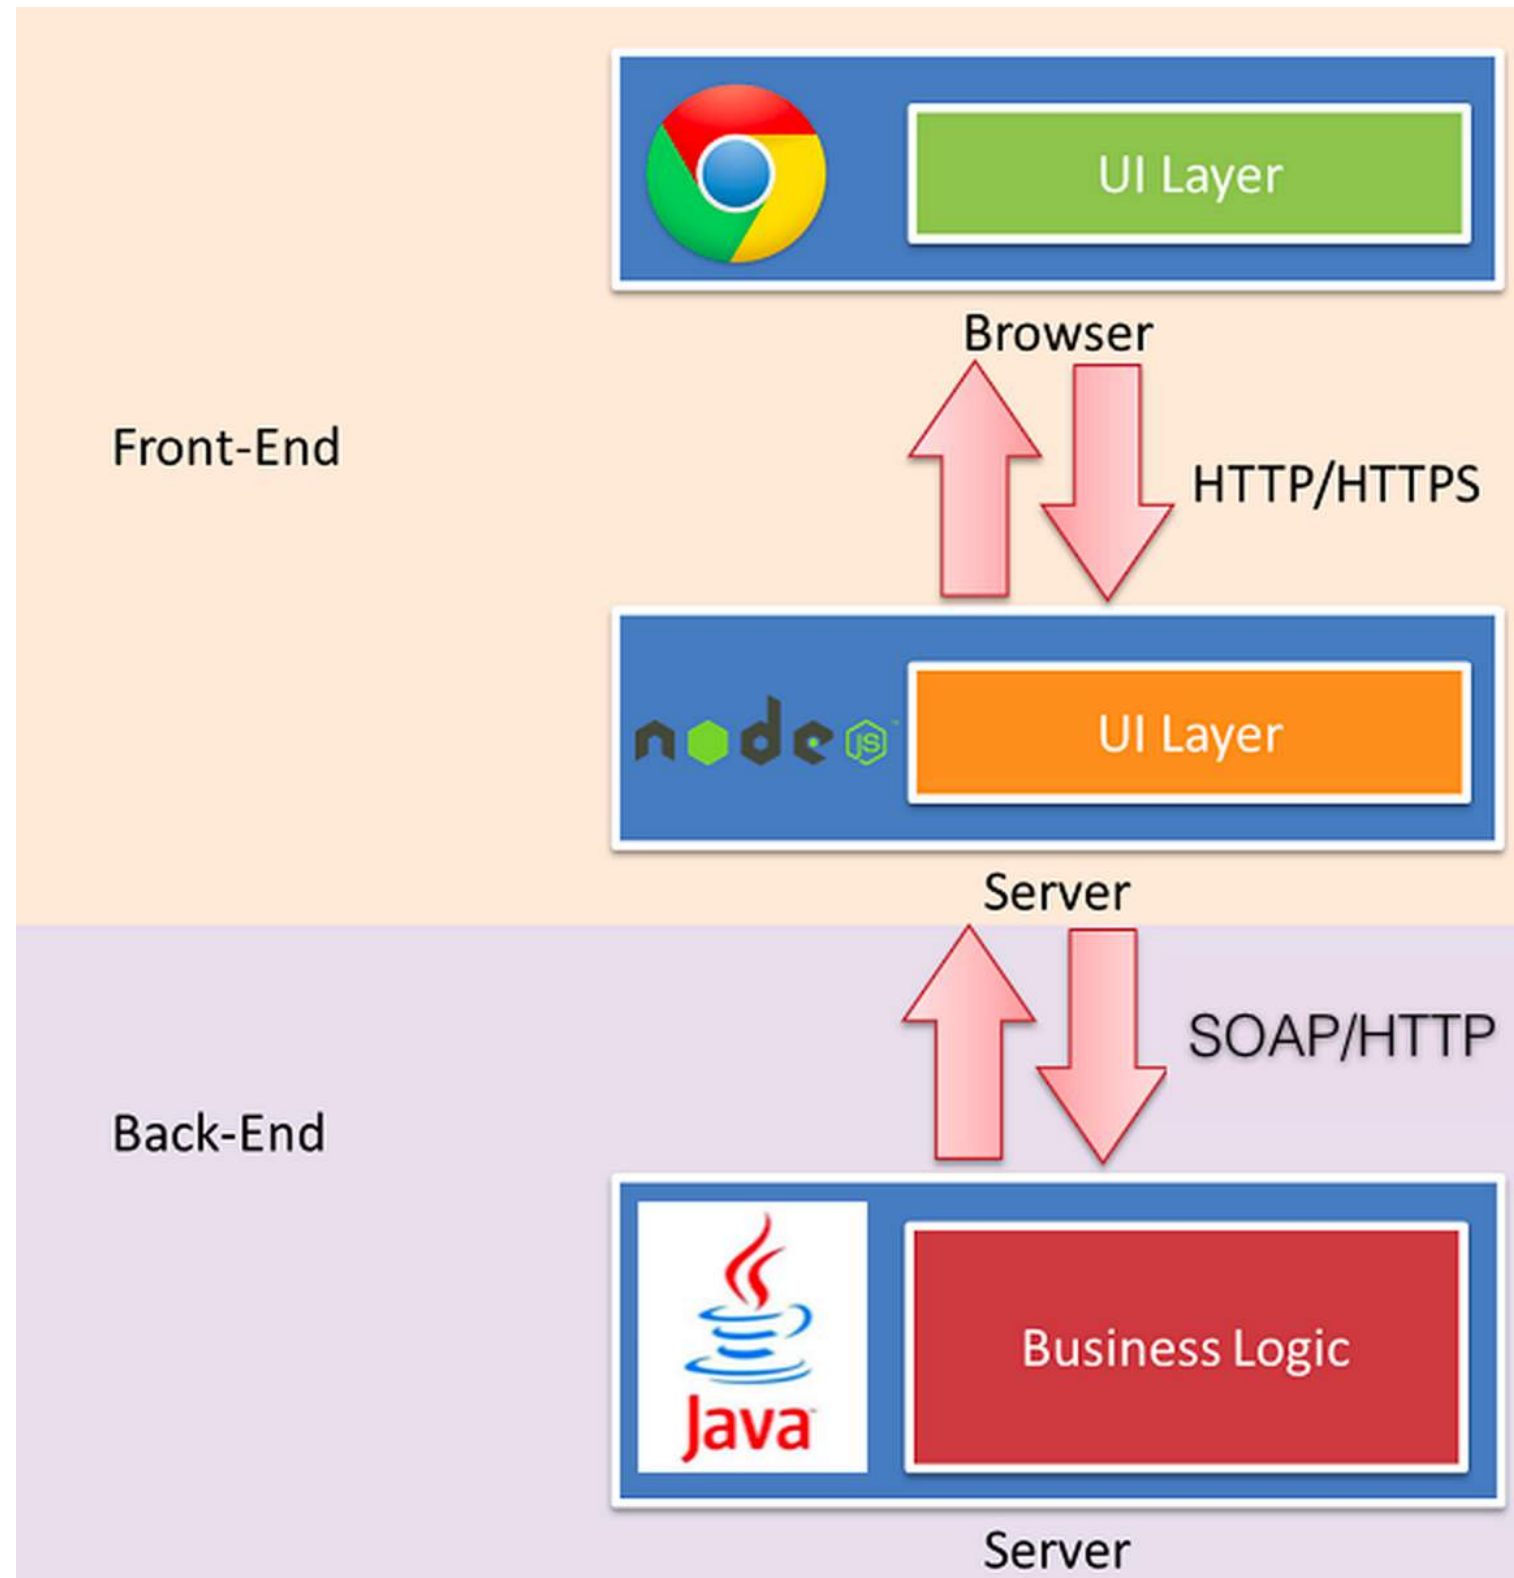 UI Layer
Browser
Front-End
HTTP/HTTPS
node JS™
UI Layer
Server
SOAP/HTTP
Back-End
Java
Business Logic
Server